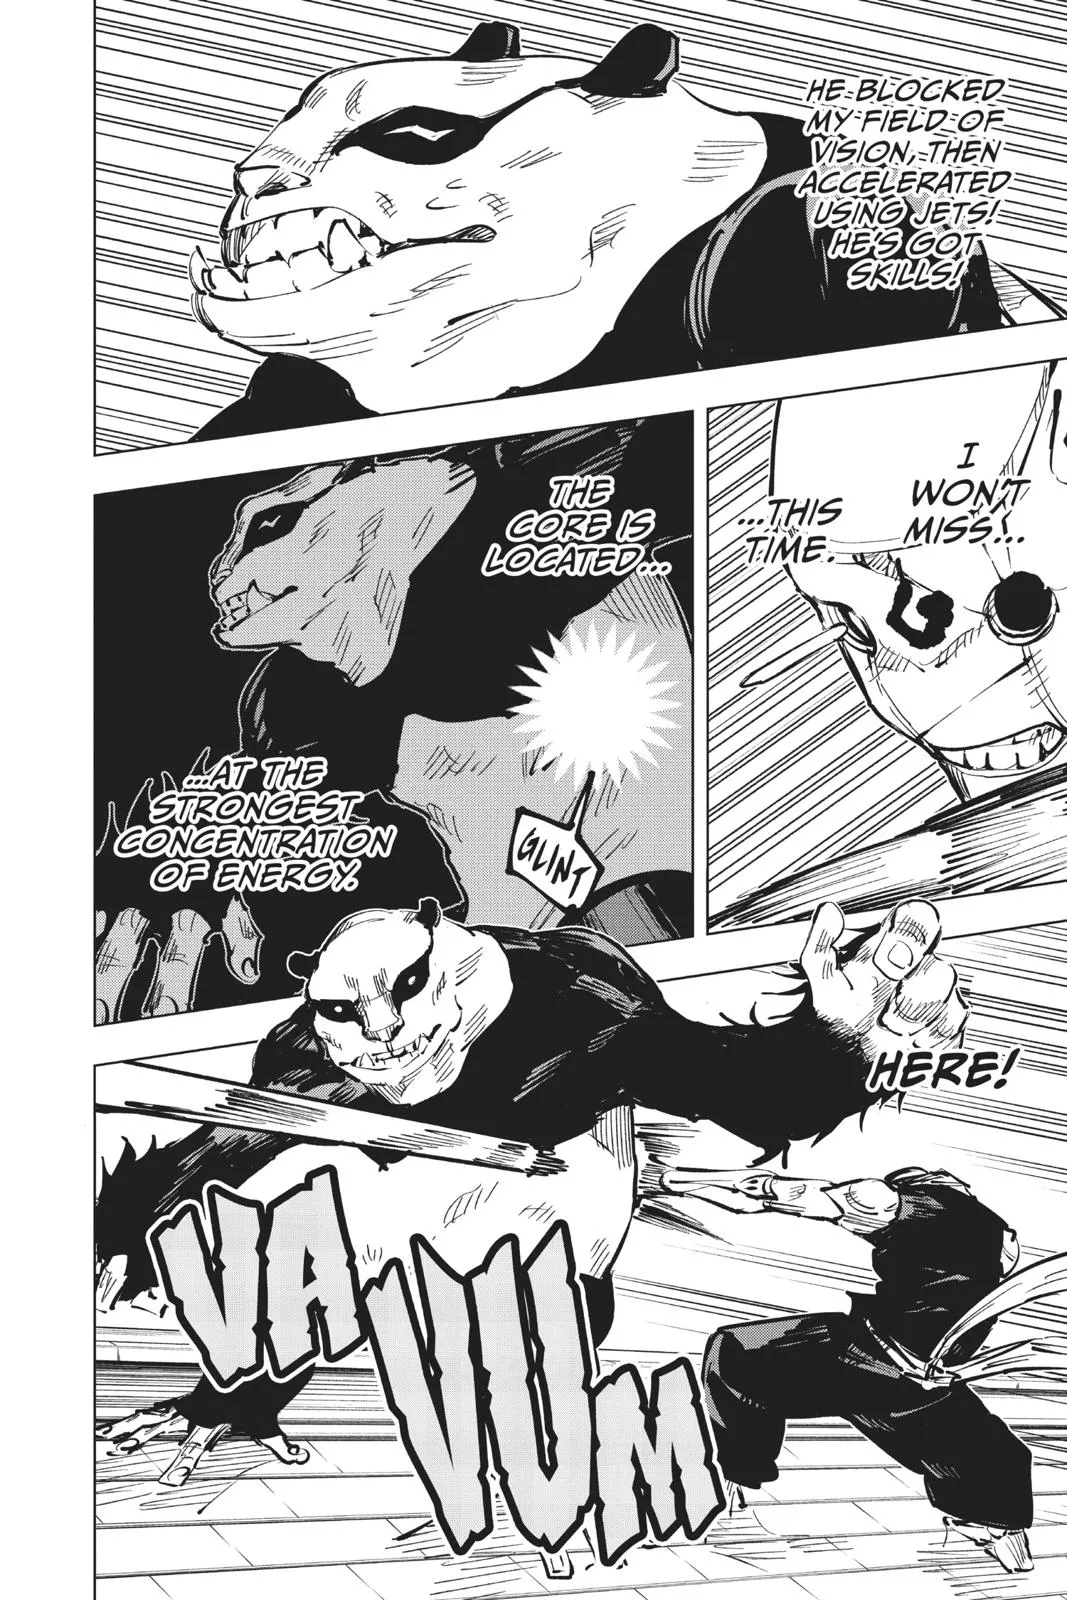 HE BLOCKED
MY FIELD OF
VISION, THEN
ACCELERATED
USING JETS!
HE'S GOT
SKILLS!
I
WON'T
MISS...
...THIS
TIME.
THE
CORE IS
LOCATED...
GLINT
...AT THE
STRONGEST
CONCENTRATION
OF ENERGY.
HERE!
VA
VUM